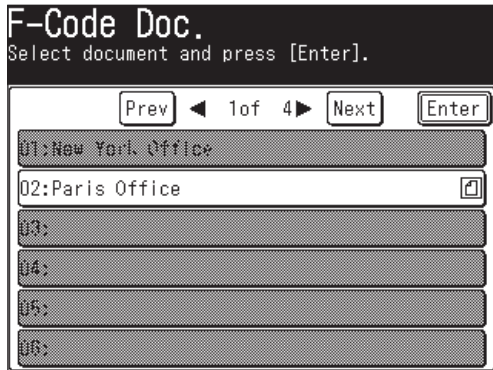 F-Code Doc.
Select document and press [Enter].
Prev ◀ 1of 4▶ Next Enter
01:New York Office
02:Paris Office
03:
04:
05:
06: